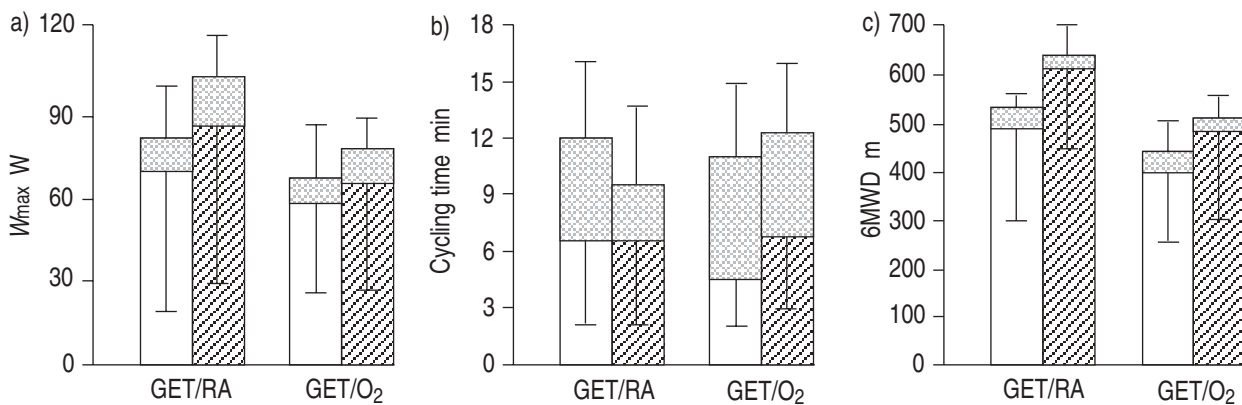 a)
120
90
60
30
0
Wmax W
GET/RA
GET/O₂
b)
18
15
12
9
6
3
0
Cycling time min
GET/RA
GET/O₂
c)
700
600
500
400
300
200
100
0
6MWD m
GET/RA
GET/O₂